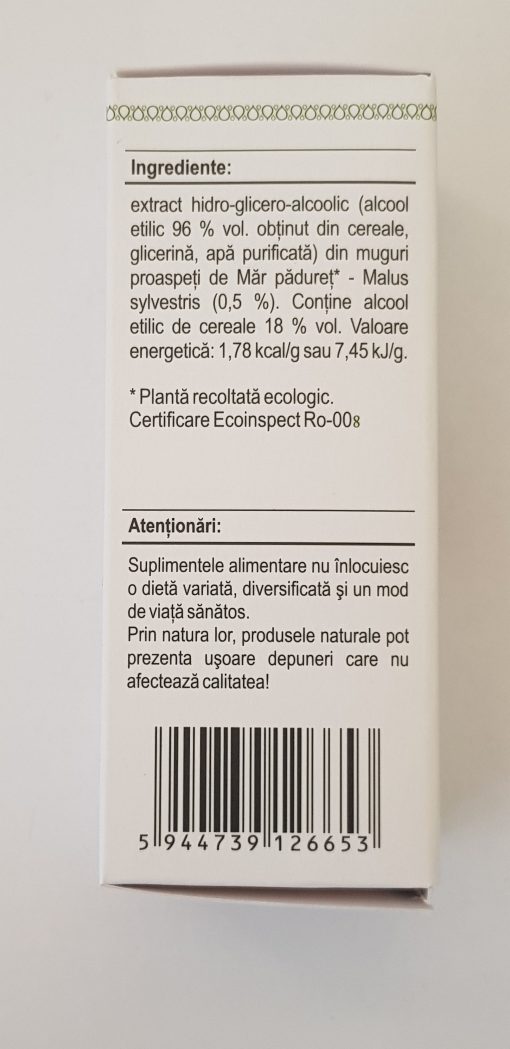 Ingrediente:
extract hidro-glicero-alcoolic (alcool
etilic 96 % vol. obținut din cereale,
glicerină, apă purificată) din muguri
proaspeți de Măr pădureț* - Malus
sylvestris (0,5 %). Conține alcool
etilic de cereale 18 % vol. Valoare
energetică: 1,78 kcal/g sau 7,45 kJ/g.
* Plantă recoltată ecologic.
Certificare Ecoinspect Ro-008
Atenționări:
Suplimentele alimentare nu înlocuiesc
o dietă variată, diversificată şi un mod
de viață sănătos.
Prin natura lor, produsele naturale pot
prezenta uşoare depuneri care nu
afectează calitatea!
5 944739 126653